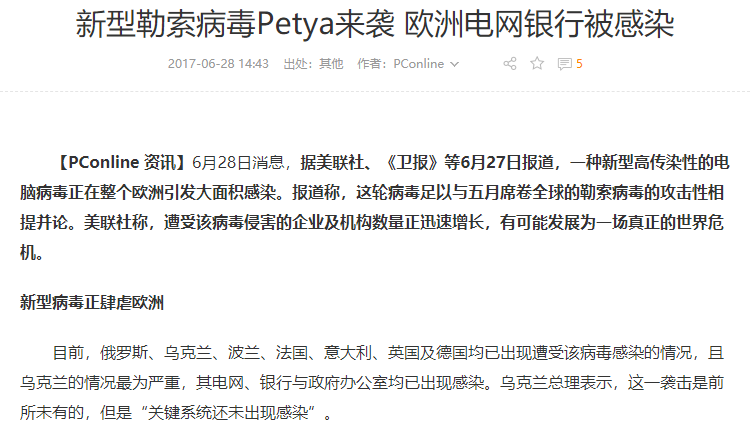 新型勒索病毒Petya来袭 欧洲电网银行被感染
2017-06-28 14:43 出处：其他 作者：PConline 5
【PConline 资讯】6月28日消息，据美联社、《卫报》等6月27日报道，一种新型高传染性的电
脑病毒正在整个欧洲引发大面积感染。报道称，这轮病毒足以与五月席卷全球的勒索病毒的攻击性相
提并论。美联社称，遭受该病毒侵害的企业及机构数量正迅速增长，有可能发展为一场真正的世界危
机。
新型病毒正肆虐欧洲
目前，俄罗斯、乌克兰、波兰、法国、意大利、英国及德国均已出现遭受该病毒感染的情况，且
乌克兰的情况最为严重，其电网、银行与政府办公室均已出现感染。乌克兰总理表示，这一袭击是前
所未有的，但是“关键系统还未出现感染”。